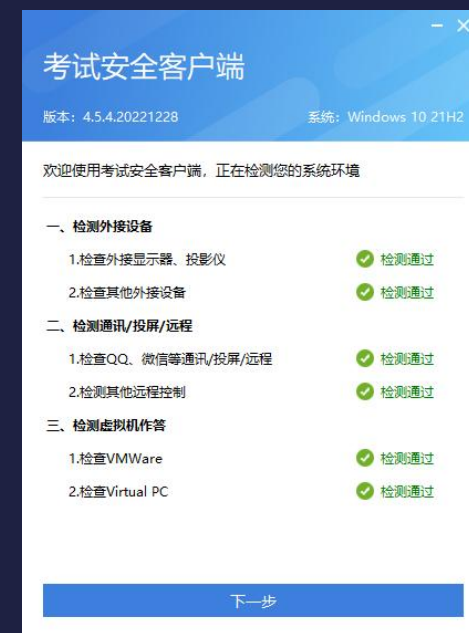 考试安全客户端
版本：4.5.4.20221228 系统：Windows 10 21H2
欢迎使用考试安全客户端，正在检测您的系统环境
一、检测外接设备
1.检查外接显示器、投影仪 检测通过
2.检查其他外接设备 检测通过
二、检测通讯/投屏/远程
1.检查QQ、微信等通讯/投屏/远程 检测通过
2.检测其他远程控制 检测通过
三、检测虚拟机作答
1.检查VMWare 检测通过
2.检查Virtual PC 检测通过
下一步